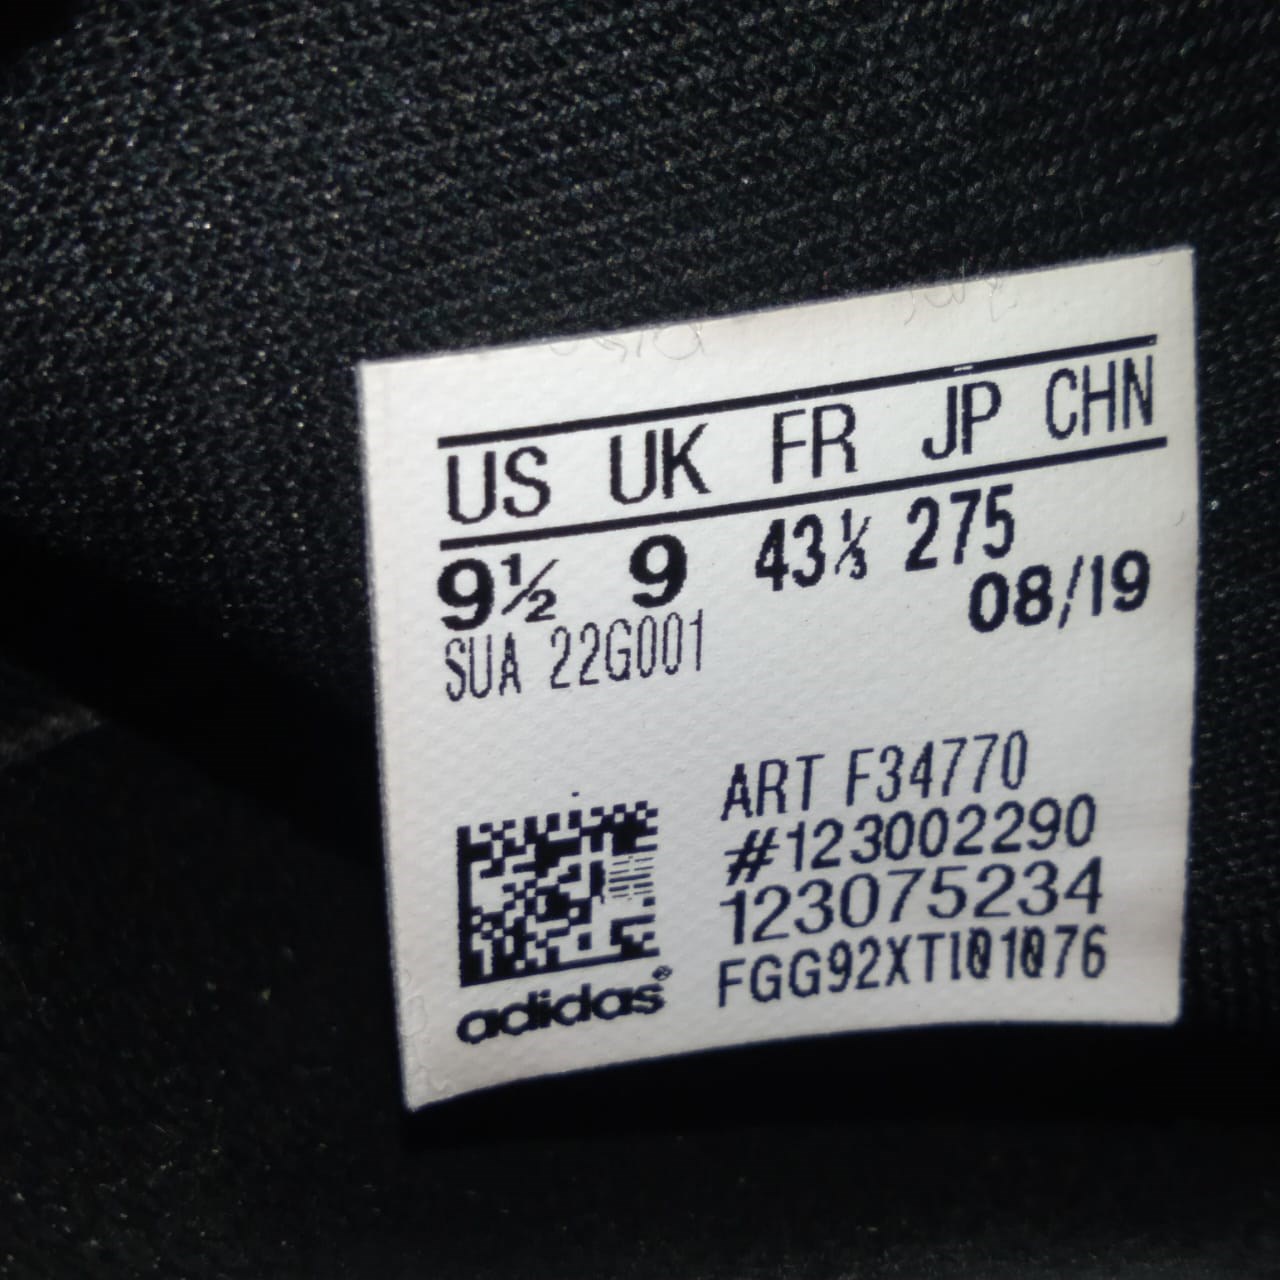 US UK FR JP CHN
9½ 9 43⅓ 275
08/19
SUA 22G001
ART F34770
#123002290
123075234
FGG92XTI01076
adidas®